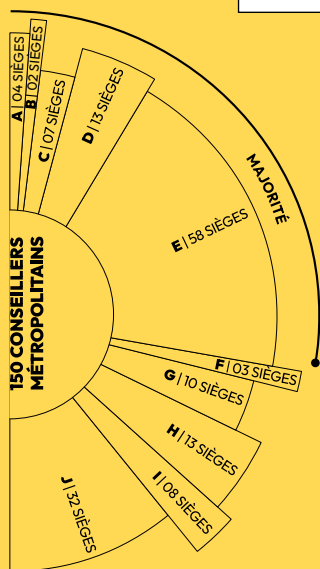 A | 04 SIÈGES
B | 02 SIÈGES
C | 07 SIÈGES
D | 13 SIÈGES
MAJORITÉ
E | 58 SIÈGES
150 CONSEILLERS
MÉTROPOLITAINS
F | 03 SIÈGES
G | 10 SIÈGES
H | 13 SIÈGES
I | 08 SIÈGES
J | 32 SIÈGES